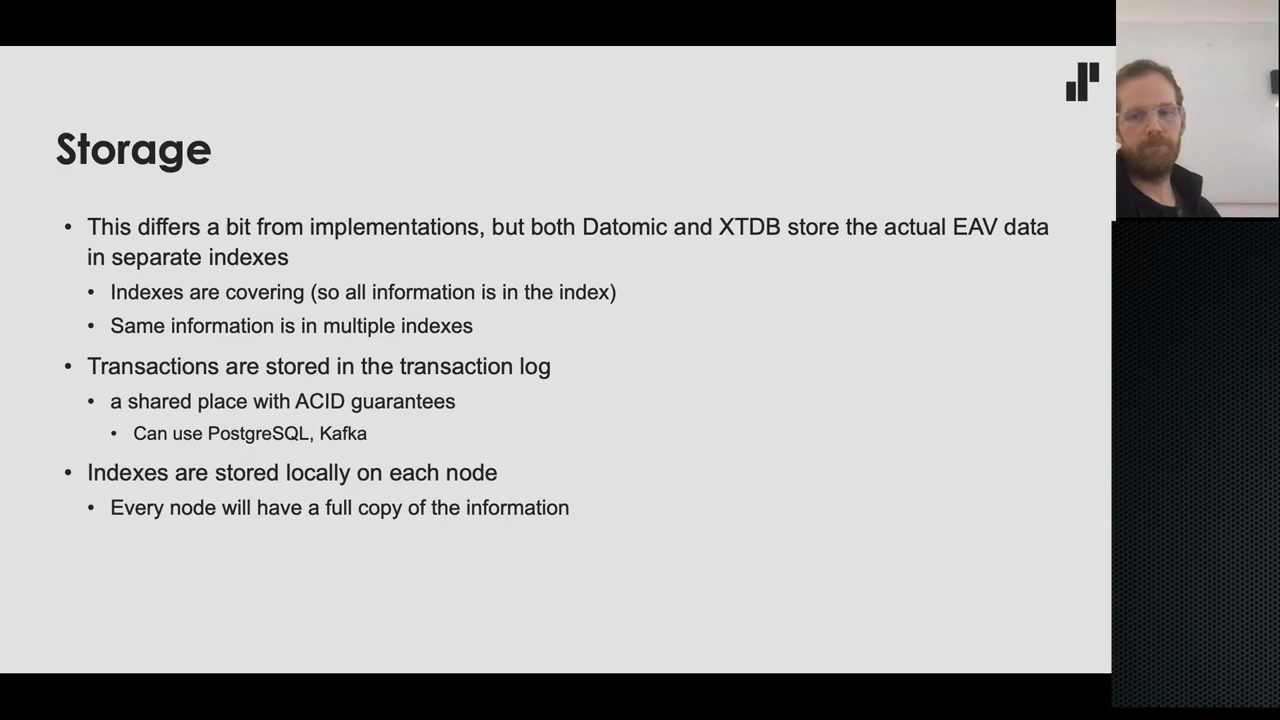 Storage
• This differs a bit from implementations, but both Datomic and XTDB store the actual EAV data
in separate indexes
• Indexes are covering (so all information is in the index)
• Same information is in multiple indexes
• Transactions are stored in the transaction log
• a shared place with ACID guarantees
• Can use PostgreSQL, Kafka
• Indexes are stored locally on each node
• Every node will have a full copy of the information